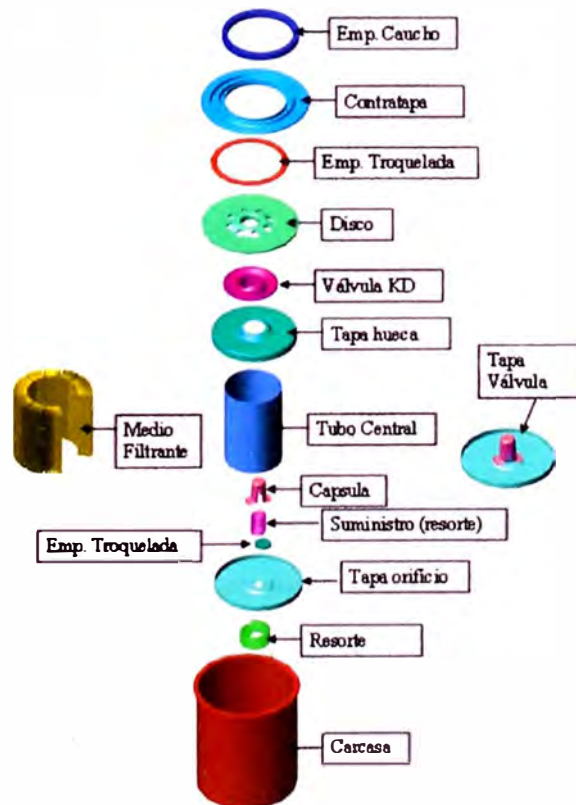 Emp. Caucho
Contratapa
Emp. Troquelada
Disco
Válvula KD
Tapa hueca
Tapa
Válvula
Medio
Filtrante
Tubo Central
Capsula
Suministro (resorte)
Emp. Troquelada
Tapa orificio
Resorte
Carcasa